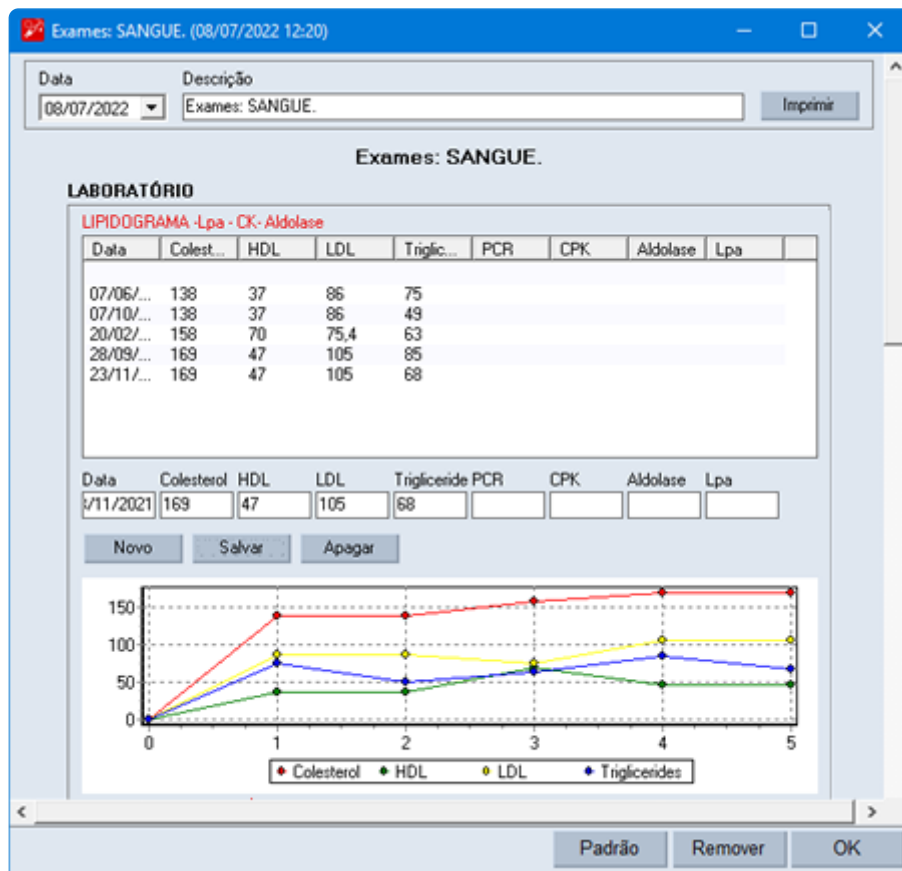 Exames: SANGUE. (08/07/2022 12:20)
Data Descrição
08/07/2022 Exames: SANGUE. Imprimir
Exames: SANGUE.
LABORATÓRIO
LIPIDOGRAMA -Lpa - CK- Aldolase
Data Colest... HDL LDL Triglic... PCR CPK Aldolase Lpa
07/06/... 138 37 86 75
07/10/... 138 37 86 49
20/02/... 158 70 75,4 63
28/09/... 169 47 105 85
23/11/... 169 47 105 68
Data Colesterol HDL LDL Trigliceride PCR CPK Aldolase Lpa
/11/2021 169 47 105 68
Novo Salvar Apagar
150
100
50
0
0 1 2 3 4 5
Colesterol HDL LDL Triglicerides
Padrão Remover OK